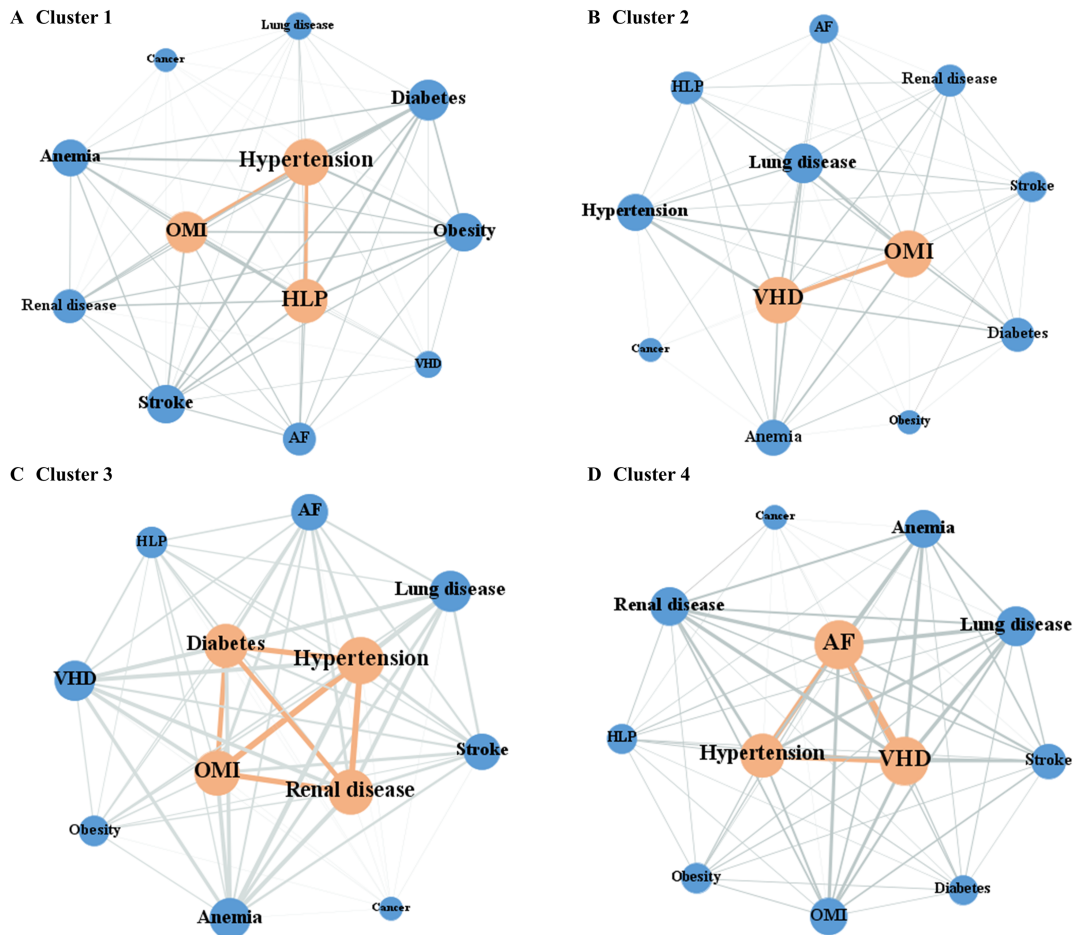 A Cluster 1
Lung disease
Cancer
Diabetes
Anemia
Hypertension
OMI
Obesity
Renal disease
HLP
VHD
Stroke
AF
B Cluster 2
AF
HLP
Renal disease
Lung disease
Stroke
Hypertension
OMI
VHD
Diabetes
Cancer
Obesity
Anemia
C Cluster 3
AF
HLP
Lung disease
Diabetes
Hypertension
VHD
Stroke
OMI
Renal disease
Obesity
Cancer
Anemia
D Cluster 4
Cancer
Anemia
Renal disease
Lung disease
AF
HLP
Hypertension
VHD
Stroke
Obesity
Diabetes
OMI